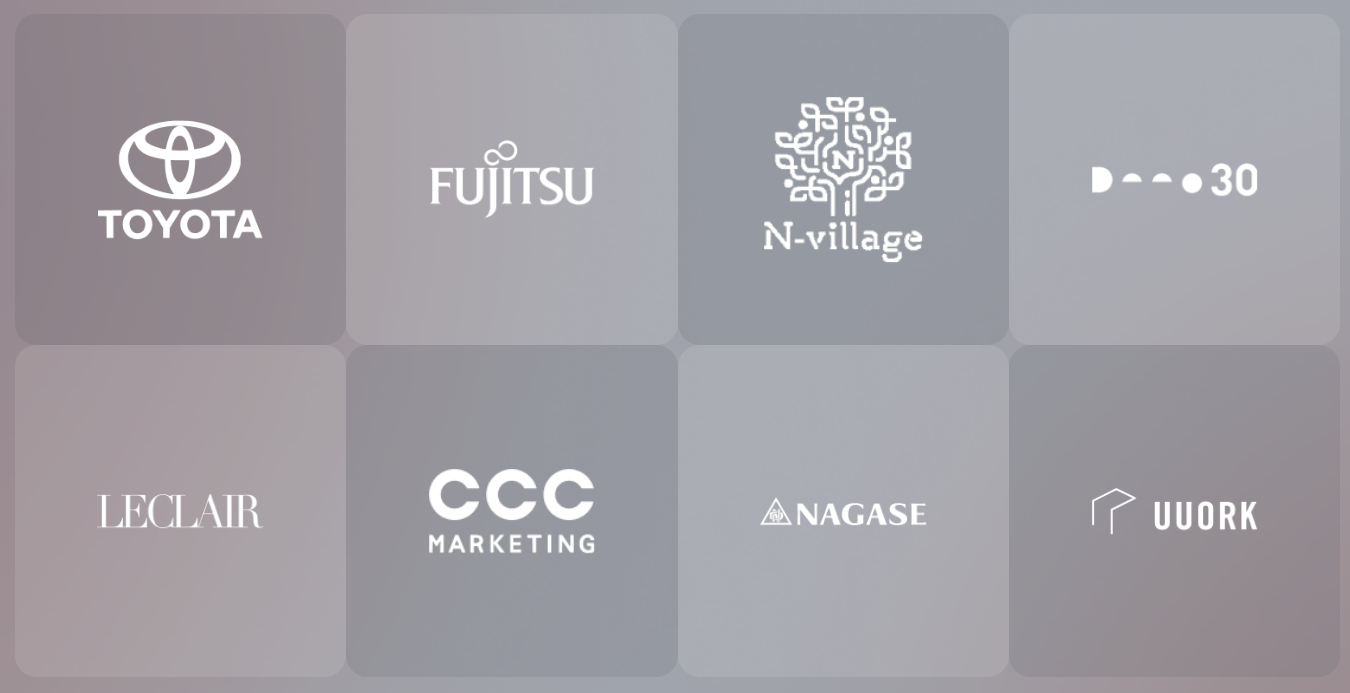 TOYOTA
FUJITSU
N
N-village
30
LECLAIR
CCC
MARKETING
NAGASE
UUORK